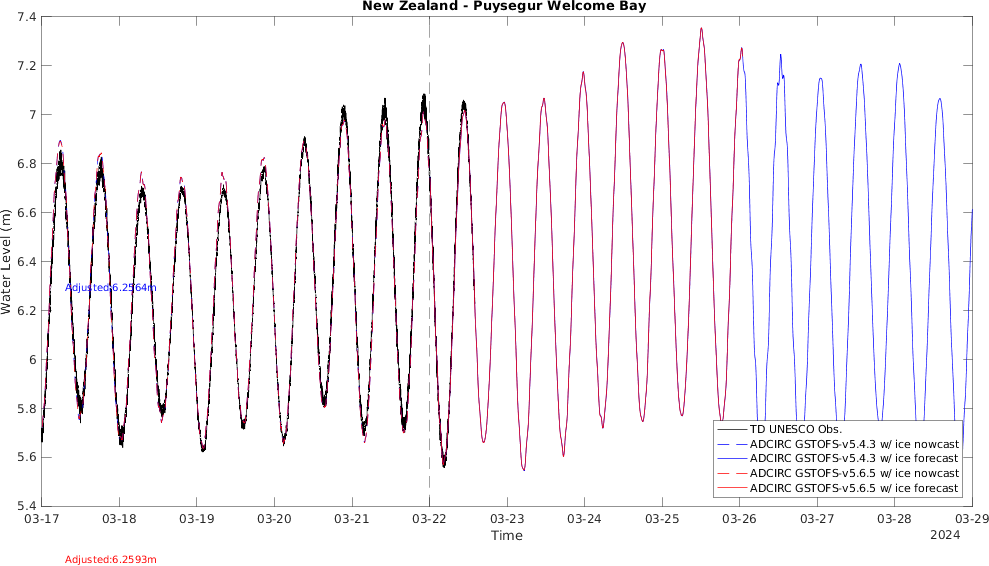 New Zealand - Puysegur Welcome Bay
7.4
7.2
7
6.8
6.6
6.4
6.2
6
5.8
5.6
5.4
Water Level (m)
Adjusted:6.2564m
TD UNESCO Obs.
ADCIRC GSTOFS-v5.4.3 w/ ice nowcast
ADCIRC GSTOFS-v5.4.3 w/ ice forecast
ADCIRC GSTOFS-v5.6.5 w/ ice nowcast
ADCIRC GSTOFS-v5.6.5 w/ ice forecast
03-17 03-18 03-19 03-20 03-21 03-22 03-23 03-24 03-25 03-26 03-27 03-28 03-29
Time
2024
Adjusted:6.2593m